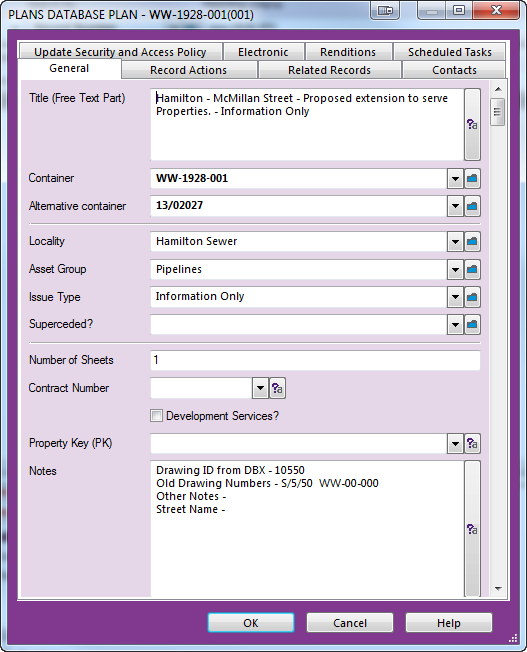 PLANS DATABASE PLAN - WW-1928-001(001)
Update Security and Access Policy Electronic Renditions Scheduled Tasks
General Record Actions Related Records Contacts
Title (Free Text Part) Hamilton - McMillan Street - Proposed extension to serve
Properties. - Information Only
Container WW-1928-001
Alternative container 13/02027
Locality Hamilton Sewer
Asset Group Pipelines
Issue Type Information Only
Superceded?
Number of Sheets 1
Contract Number
Development Services?
Property Key (PK)
Notes Drawing ID from DBX - 10550
Old Drawing Numbers - S/5/50 WW-00-000
Other Notes -
Street Name -
OK Cancel Help